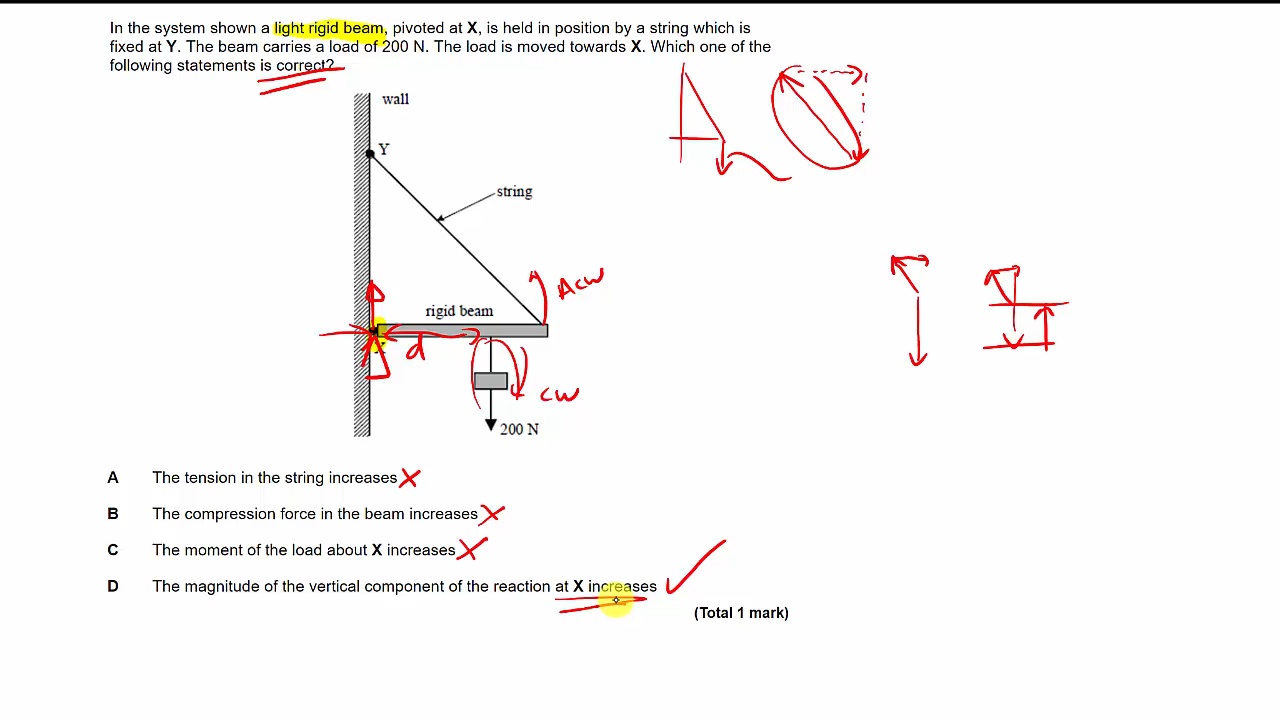 In the system shown a light rigid beam, pivoted at X, is held in position by a string which is
fixed at Y. The beam carries a load of 200 N. The load is moved towards X. Which one of the
following statements is correct?
wall
Y
string
ACW
rigid beam
d
CW
200 N
A The tension in the string increases
B The compression force in the beam increases
C The moment of the load about X increases
D The magnitude of the vertical component of the reaction at X increases
(Total 1 mark)